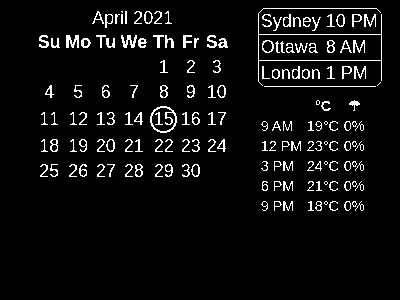 April 2021
Su Mo Tu We Th Fr Sa
1 2 3
4 5 6 7 8 9 10
11 12 13 14 15 16 17
18 19 20 21 22 23 24
25 26 27 28 29 30
Sydney 10 PM
Ottawa 8 AM
London 1 PM
°C
9 AM 19°C 0%
12 PM 23°C 0%
3 PM 24°C 0%
6 PM 21°C 0%
9 PM 18°C 0%